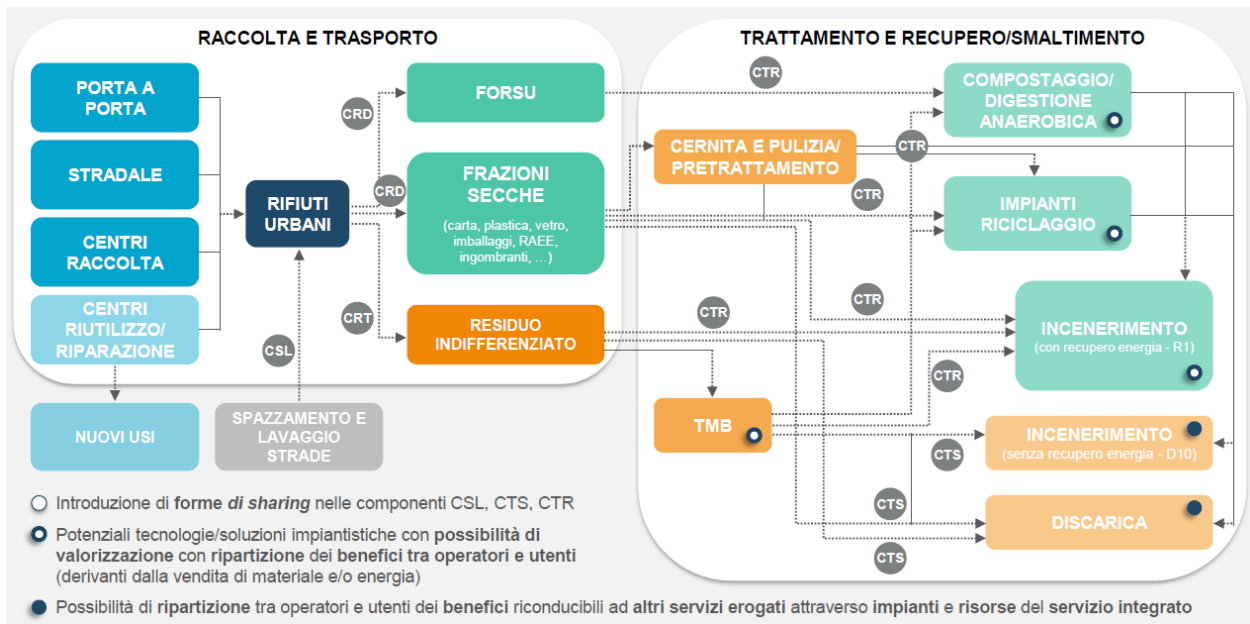 RACCOLTA E TRASPORTO
PORTA A
PORTA
STRADALE
CENTRI
RACCOLTA
CENTRI
RIUTILIZZO/
RIPARAZIONE
NUOVI USI
RIFIUTI
URBANI
CSL
SPAZZAMENTO E
LAVAGGIO
STRADE
CRD
CRD
CRT
FORSU
FRAZIONI
SECCHE
(carta, plastica, vetro,
imballaggi, RAEE,
ingombranti, ...)
RESIDUO
INDIFFERENZIATO
TRATTAMENTO E RECUPERO/SMALTIMENTO
CTR
CERNITA E PULIZIA/
PRETRATTAMENTO
CTR
CTR
CTR
CTR
TMB
CTR
CTS
CTS
CTS
COMPOSTAGGIO/
DIGESTIONE
ANAEROBICA
IMPIANTI
RICICLAGGIO
INCENERIMENTO
(con recupero energia - R1)
INCENERIMENTO
(senza recupero energia - D10)
DISCARICA
Introduzione di forme di sharing nelle componenti CSL, CTS, CTR
Potenziali tecnologie/soluzioni impiantistiche con possibilità di
valorizzazione con ripartizione dei benefici tra operatori e utenti
(derivanti dalla vendita di materiale e/o energia)
Possibilità di ripartizione tra operatori e utenti dei benefici riconducibili ad altri servizi erogati attraverso impianti e risorse del servizio integrato